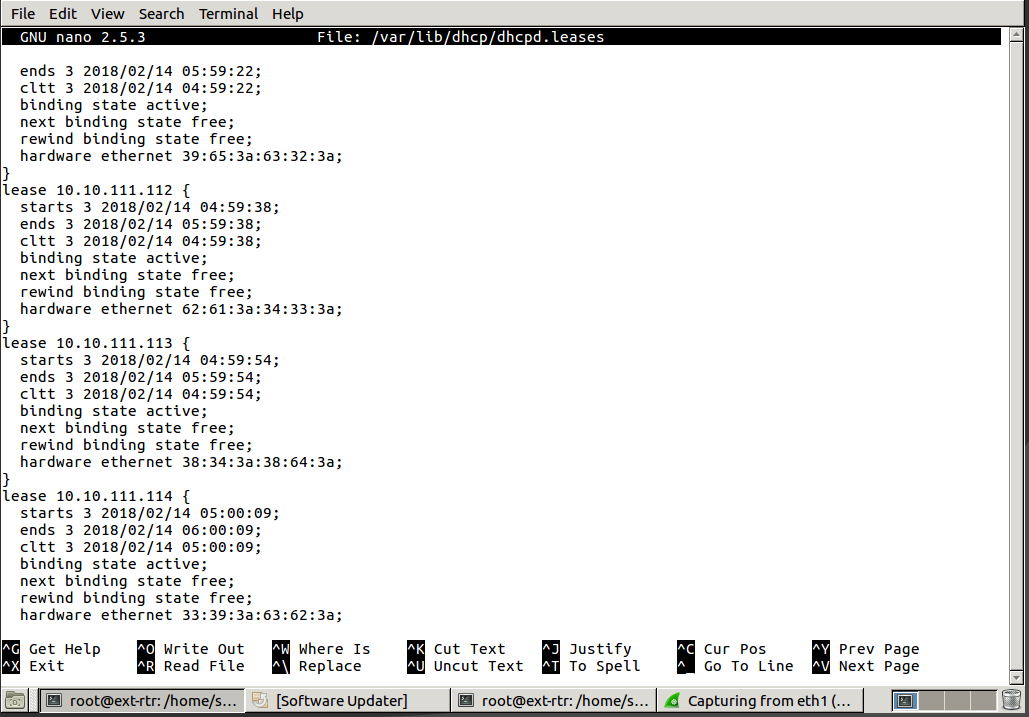 File Edit View Search Terminal Help
GNU nano 2.5.3 File: /var/lib/dhcp/dhcpd.leases
ends 3 2018/02/14 05:59:22;
cltt 3 2018/02/14 04:59:22;
binding state active;
next binding state free;
rewind binding state free;
hardware ethernet 39:65:3a:63:32:3a;
}
lease 10.10.111.112 {
starts 3 2018/02/14 04:59:38;
ends 3 2018/02/14 05:59:38;
cltt 3 2018/02/14 04:59:38;
binding state active;
next binding state free;
rewind binding state free;
hardware ethernet 62:61:3a:34:33:3a;
}
lease 10.10.111.113 {
starts 3 2018/02/14 04:59:54;
ends 3 2018/02/14 05:59:54;
cltt 3 2018/02/14 04:59:54;
binding state active;
next binding state free;
rewind binding state free;
hardware ethernet 38:34:3a:38:64:3a;
}
lease 10.10.111.114 {
starts 3 2018/02/14 05:00:09;
ends 3 2018/02/14 06:00:09;
cltt 3 2018/02/14 05:00:09;
binding state active;
next binding state free;
rewind binding state free;
hardware ethernet 33:39:3a:63:62:3a;
^G Get Help ^O Write Out ^W Where Is ^K Cut Text ^J Justify ^C Cur Pos ^Y Prev Page
^X Exit ^R Read File ^\ Replace ^U Uncut Text ^T To Spell ^_ Go To Line ^V Next Page
root@ext-rtr: /home/s... [Software Updater] root@ext-rtr: /home/s... Capturing from eth1 (...